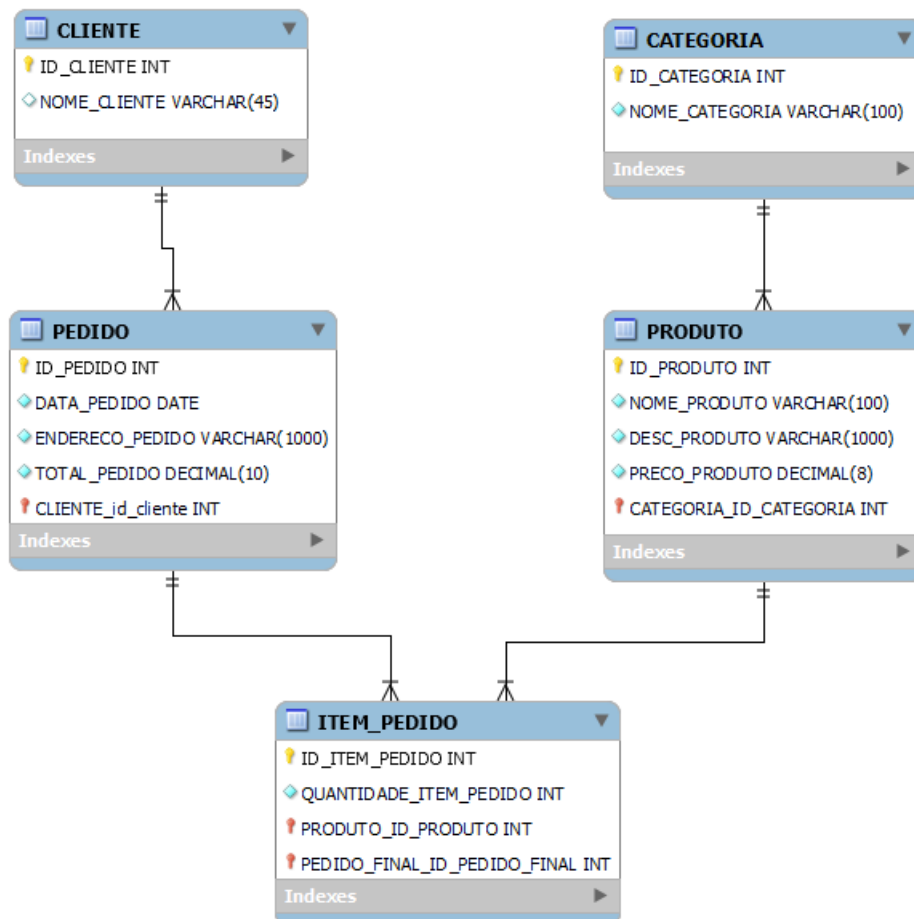 CLIENTE
ID_CLIENTE INT
NOME_CLIENTE VARCHAR(45)
Indexes
CATEGORIA
ID_CATEGORIA INT
NOME_CATEGORIA VARCHAR(100)
Indexes
PEDIDO
ID_PEDIDO INT
DATA_PEDIDO DATE
ENDERECO_PEDIDO VARCHAR(1000)
TOTAL_PEDIDO DECIMAL(10)
CLIENTE_id_cliente INT
Indexes
PRODUTO
ID_PRODUTO INT
NOME_PRODUTO VARCHAR(100)
DESC_PRODUTO VARCHAR(1000)
PRECO_PRODUTO DECIMAL(8)
CATEGORIA_ID_CATEGORIA INT
Indexes
ITEM_PEDIDO
ID_ITEM_PEDIDO INT
QUANTIDADE_ITEM_PEDIDO INT
PRODUTO_ID_PRODUTO INT
PEDIDO_FINAL_ID_PEDIDO_FINAL INT
Indexes